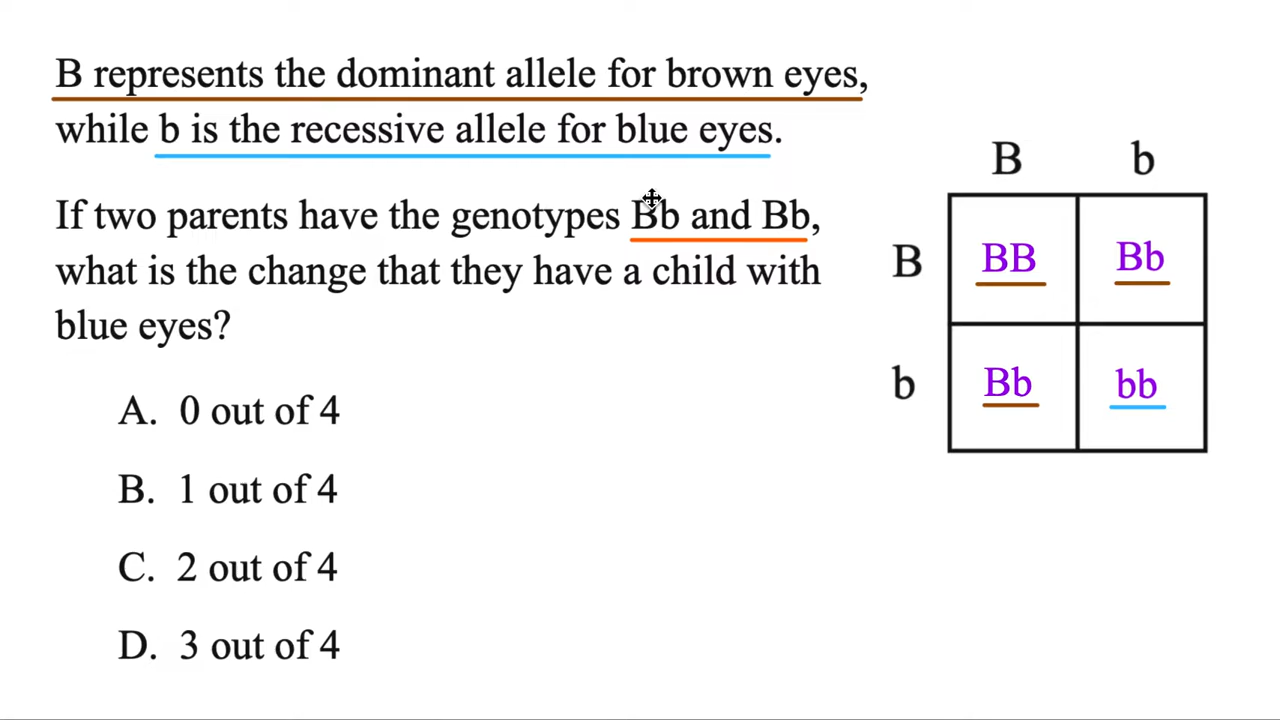 B represents the dominant allele for brown eyes,
while b is the recessive allele for blue eyes.
If two parents have the genotypes Bb and Bb,
what is the change that they have a child with
blue eyes?
A. 0 out of 4
B. 1 out of 4
C. 2 out of 4
D. 3 out of 4
B b
B BB Bb
b Bb bb